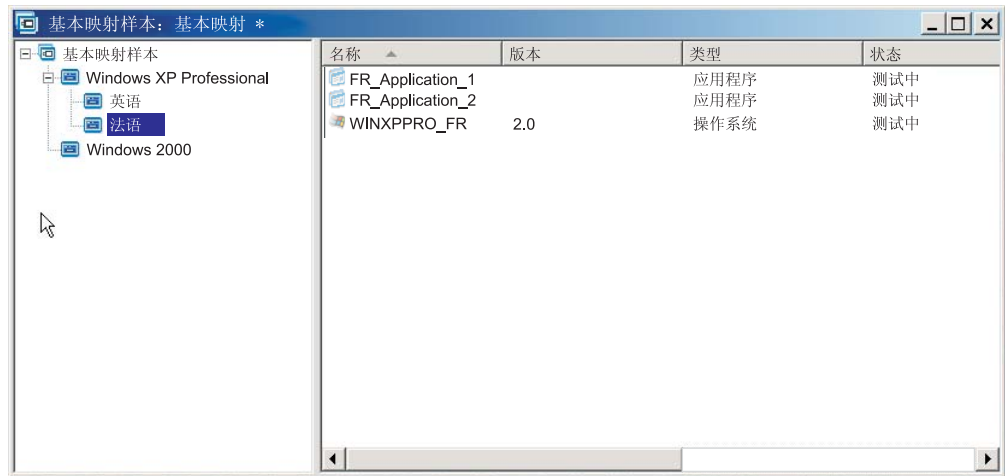 基本映射样本：基本映射 *
基本映射样本
Windows XP Professional
英语
法语
Windows 2000
名称 版本 类型 状态
FR_Application_1 应用程序 测试中
FR_Application_2 应用程序 测试中
WINXPPRO_FR 2.0 操作系统 测试中